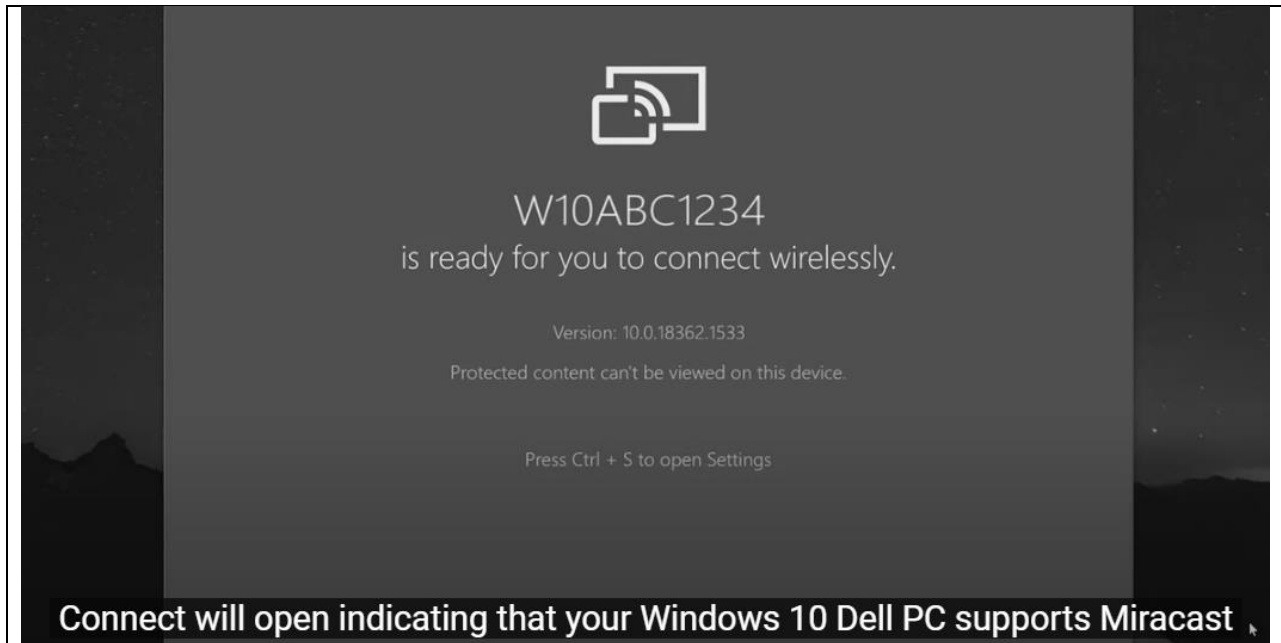 W10ABC1234
is ready for you to connect wirelessly.
Version: 10.0.18362.1533
Protected content can't be viewed on this device.
Press Ctrl + S to open Settings
Connect will open indicating that your Windows 10 Dell PC supports Miracast